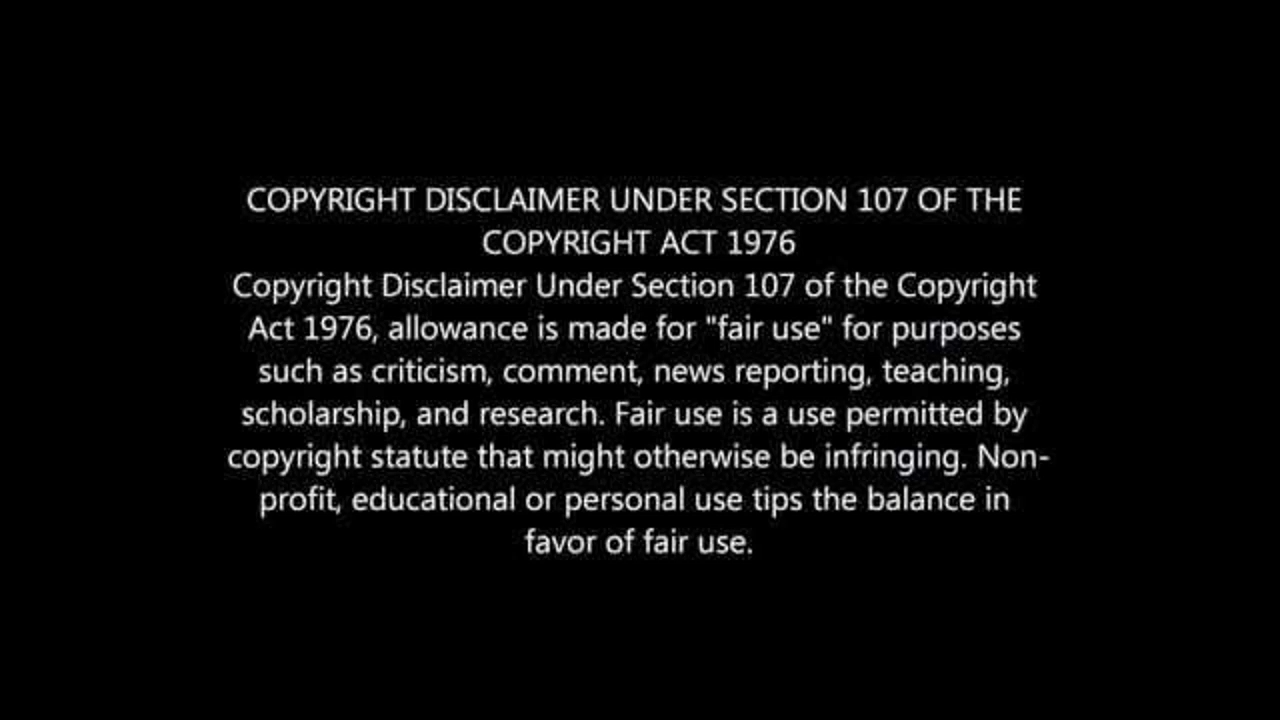 COPYRIGHT DISCLAIMER UNDER SECTION 107 OF THE
COPYRIGHT ACT 1976
Copyright Disclaimer Under Section 107 of the Copyright
Act 1976, allowance is made for "fair use" for purposes
such as criticism, comment, news reporting, teaching,
scholarship, and research. Fair use is a use permitted by
copyright statute that might otherwise be infringing. Non-
profit, educational or personal use tips the balance in
favor of fair use.